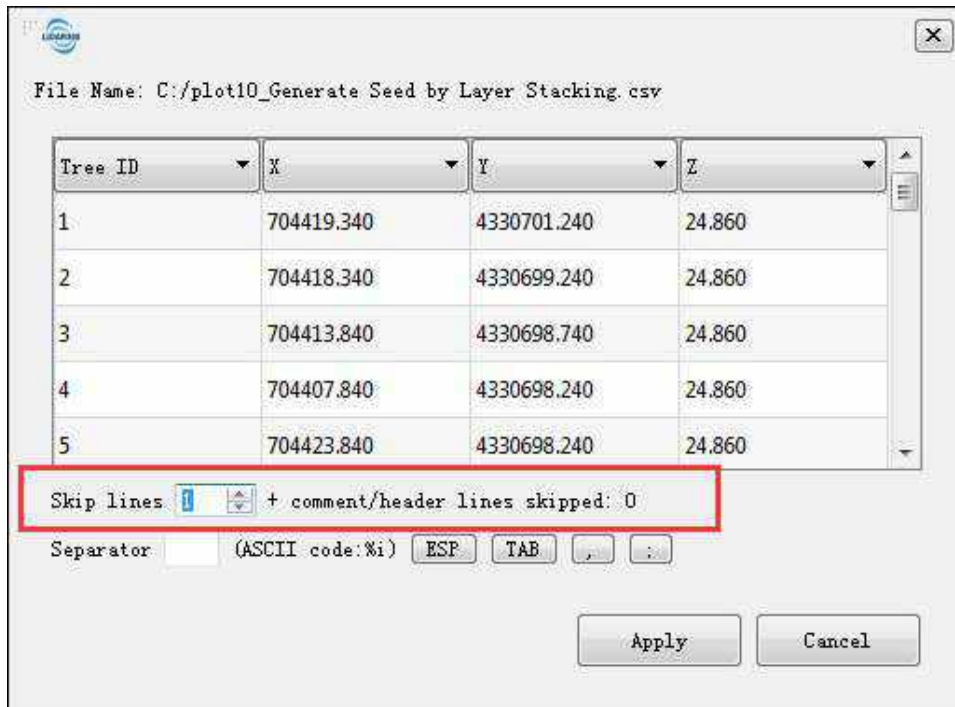 LiDAR360
File Name: C:/plot10_Generate Seed by Layer Stacking.csv
Tree ID X Y Z
1 704419.340 4330701.240 24.860
2 704418.340 4330699.240 24.860
3 704413.840 4330698.740 24.860
4 704407.840 4330698.240 24.860
5 704423.840 4330698.240 24.860
Skip lines 1 + comment/header lines skipped: 0
Separator (ASCII code:%i) ESP TAB , ;
Apply Cancel